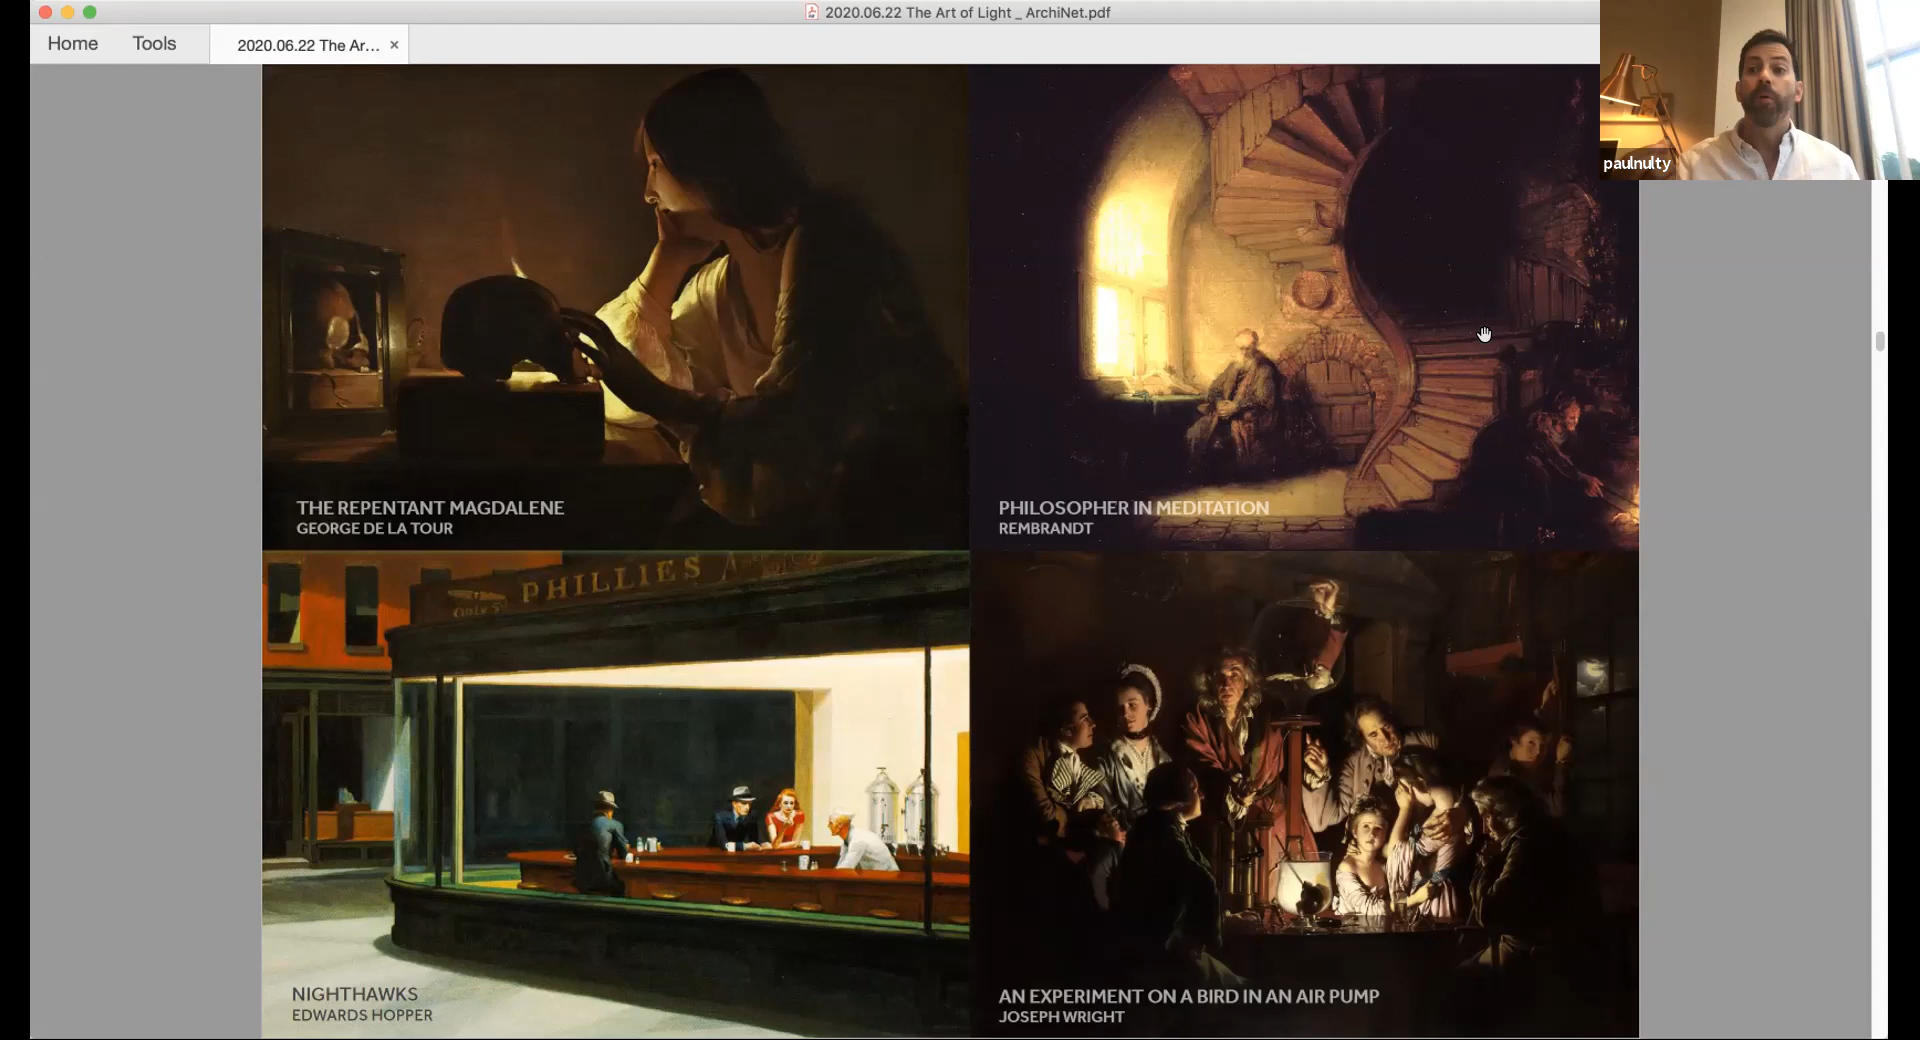 2020.06.22 The Art of Light _ ArchiNet.pdf
Home
Tools
2020.06.22 The Ar... ×
paulnulty
THE REPENTANT MAGDALENE
GEORGE DE LA TOUR
PHILOSOPHER IN MEDITATION
REMBRANDT
PHILLIES
ONLY 5¢
NIGHTHAWKS
EDWARDS HOPPER
AN EXPERIMENT ON A BIRD IN AN AIR PUMP
JOSEPH WRIGHT